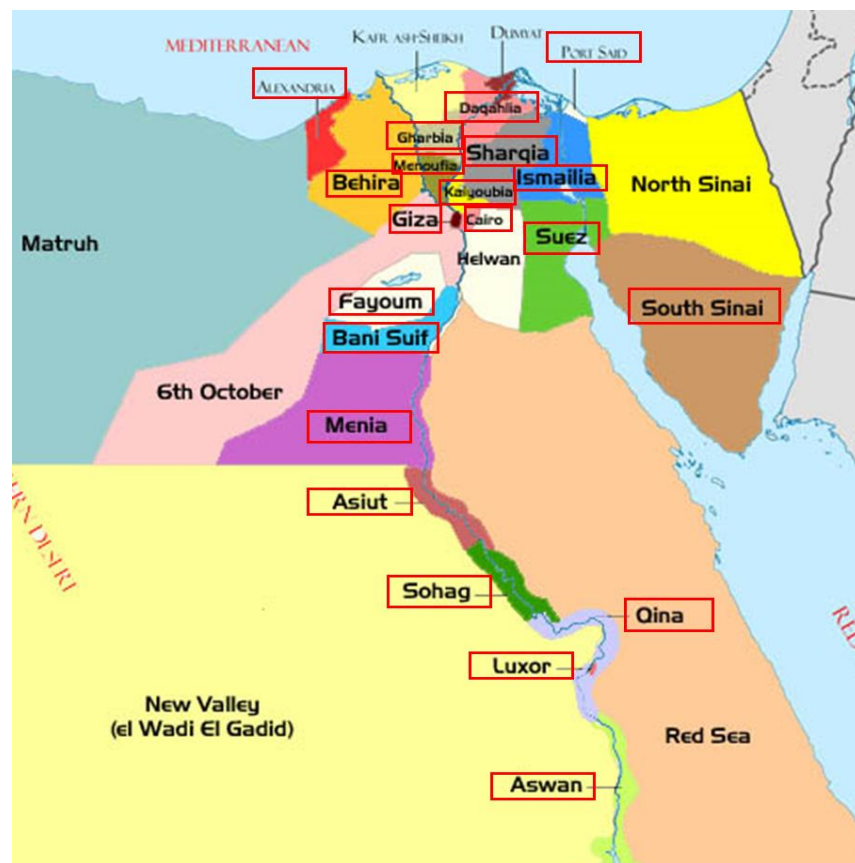 MEDITERRANEAN
KAFR ASH-SHEIKH
DUMYAT
PORT SAID
ALEXANDRIA
Daqahlia
Gharbia
Sharqia
Menoufia
Behira
Kaiyoubia
Ismailia
North Sinai
Giza
Cairo
Suez
Matruh
Helwan
Fayoum
South Sinai
Bani Suif
6th October
Menia
Asiut
Sohag
Qina
Luxor
New Valley
(el Wadi El Gadid)
Red Sea
Aswan